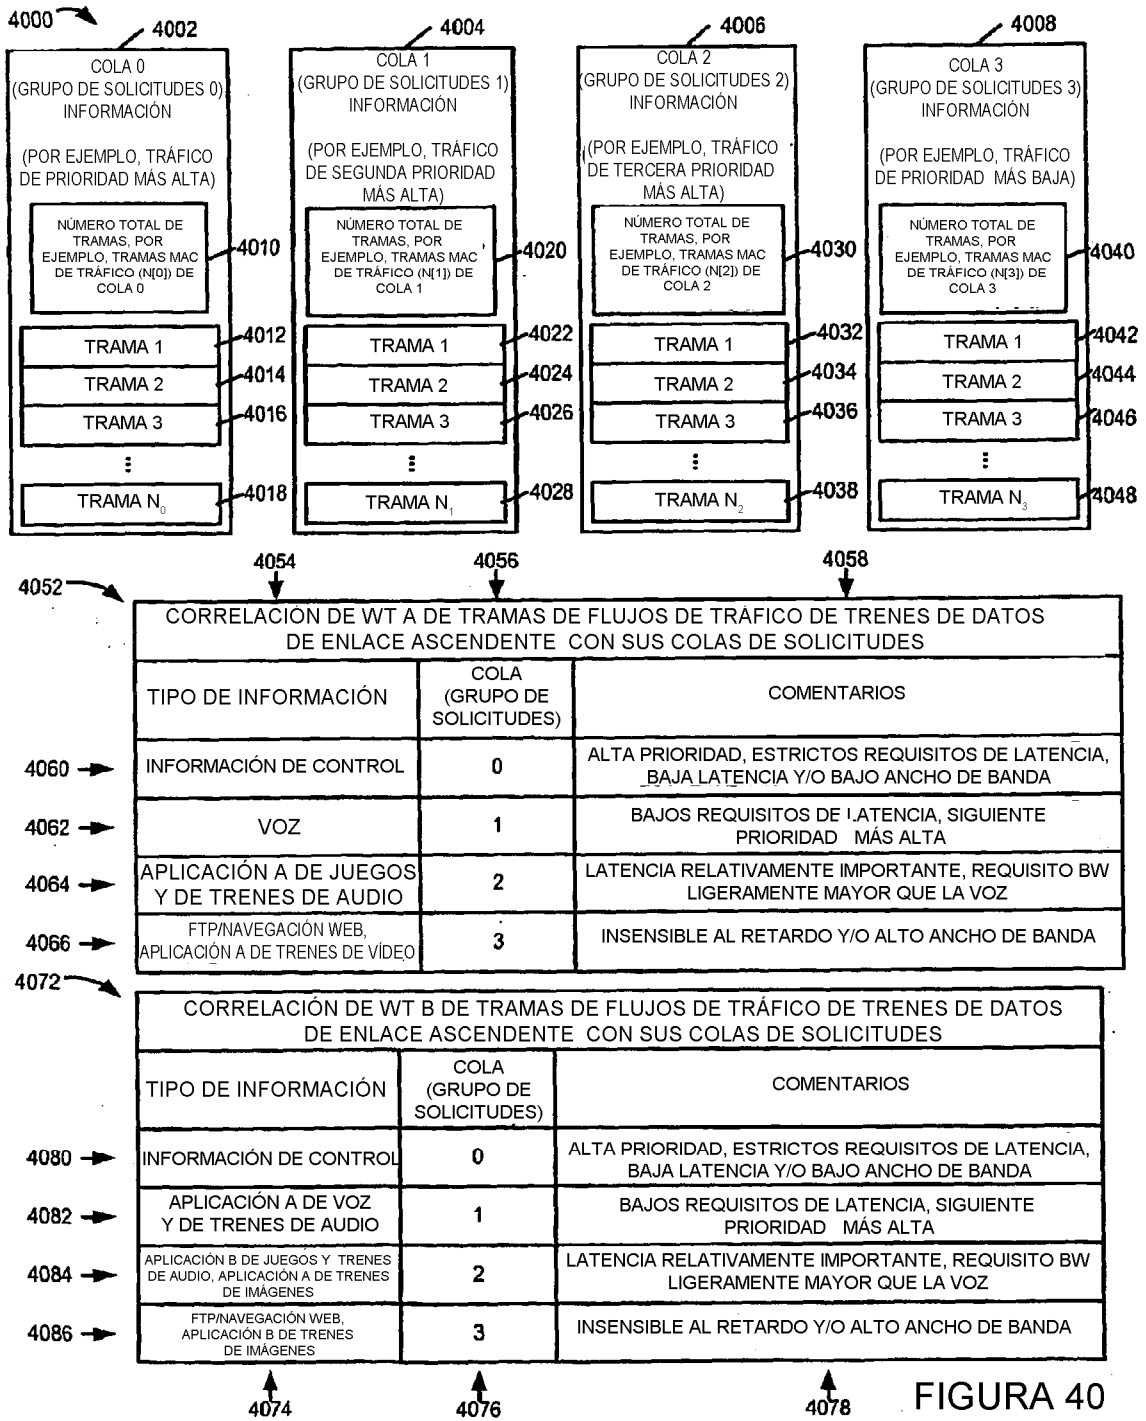 4000
4002
4004
4006
4008
COLA 0
(GRUPO DE SOLICITUDES 0)
INFORMACIÓN
(POR EJEMPLO, TRÁFICO
DE PRIORIDAD MÁS ALTA)
NÚMERO TOTAL DE
TRAMAS, POR
EJEMPLO, TRAMAS MAC
DE TRÁFICO (N[0]) DE
COLA 0
4010
TRAMA 1
4012
TRAMA 2
4014
TRAMA 3
4016
...
TRAMA N0
4018
COLA 1
(GRUPO DE SOLICITUDES 1)
INFORMACIÓN
(POR EJEMPLO, TRÁFICO
DE SEGUNDA PRIORIDAD
MÁS ALTA)
NÚMERO TOTAL DE
TRAMAS, POR
EJEMPLO, TRAMAS MAC
DE TRÁFICO (N[1]) DE
COLA 1
4020
TRAMA 1
4022
TRAMA 2
4024
TRAMA 3
4026
...
TRAMA N1
4028
COLA 2
(GRUPO DE SOLICITUDES 2)
INFORMACIÓN
(POR EJEMPLO, TRÁFICO
DE TERCERA PRIORIDAD
MÁS ALTA)
NÚMERO TOTAL DE
TRAMAS, POR
EJEMPLO, TRAMAS MAC
DE TRÁFICO (N[2]) DE
COLA 2
4030
TRAMA 1
4032
TRAMA 2
4034
TRAMA 3
4036
...
TRAMA N2
4038
COLA 3
(GRUPO DE SOLICITUDES 3)
INFORMACIÓN
(POR EJEMPLO, TRÁFICO
DE PRIORIDAD MÁS BAJA)
NÚMERO TOTAL DE
TRAMAS, POR
EJEMPLO, TRAMAS MAC
DE TRÁFICO (N[3]) DE
COLA 3
4040
TRAMA 1
4042
TRAMA 2
4044
TRAMA 3
4046
...
TRAMA N3
4048
4052
4054
4056
4058
CORRELACIÓN DE WT A DE TRAMAS DE FLUJOS DE TRÁFICO DE TRENES DE DATOS
DE ENLACE ASCENDENTE CON SUS COLAS DE SOLICITUDES
TIPO DE INFORMACIÓN
COLA
(GRUPO DE
SOLICITUDES)
COMENTARIOS
4060
INFORMACIÓN DE CONTROL
0
ALTA PRIORIDAD, ESTRICTOS REQUISITOS DE LATENCIA,
BAJA LATENCIA Y/O BAJO ANCHO DE BANDA
4062
VOZ
1
BAJOS REQUISITOS DE LATENCIA, SIGUIENTE
PRIORIDAD MÁS ALTA
4064
APLICACIÓN A DE JUEGOS
Y DE TRENES DE AUDIO
2
LATENCIA RELATIVAMENTE IMPORTANTE, REQUISITO BW
LIGERAMENTE MAYOR QUE LA VOZ
4066
FTP/NAVEGACIÓN WEB,
APLICACIÓN A DE TRENES DE VÍDEO
3
INSENSIBLE AL RETARDO Y/O ALTO ANCHO DE BANDA
4072
CORRELACIÓN DE WT B DE TRAMAS DE FLUJOS DE TRÁFICO DE TRENES DE DATOS
DE ENLACE ASCENDENTE CON SUS COLAS DE SOLICITUDES
TIPO DE INFORMACIÓN
COLA
(GRUPO DE
SOLICITUDES)
COMENTARIOS
4080
INFORMACIÓN DE CONTROL
0
ALTA PRIORIDAD, ESTRICTOS REQUISITOS DE LATENCIA,
BAJA LATENCIA Y/O BAJO ANCHO DE BANDA
4082
APLICACIÓN A DE VOZ
Y DE TRENES DE AUDIO
1
BAJOS REQUISITOS DE LATENCIA, SIGUIENTE
PRIORIDAD MÁS ALTA
4084
APLICACIÓN B DE JUEGOS Y TRENES
DE AUDIO, APLICACIÓN A DE TRENES
DE IMÁGENES
2
LATENCIA RELATIVAMENTE IMPORTANTE, REQUISITO BW
LIGERAMENTE MAYOR QUE LA VOZ
4086
FTP/NAVEGACIÓN WEB,
APLICACIÓN B DE TRENES
DE IMÁGENES
3
INSENSIBLE AL RETARDO Y/O ALTO ANCHO DE BANDA
4074
4076
4078
FIGURA 40